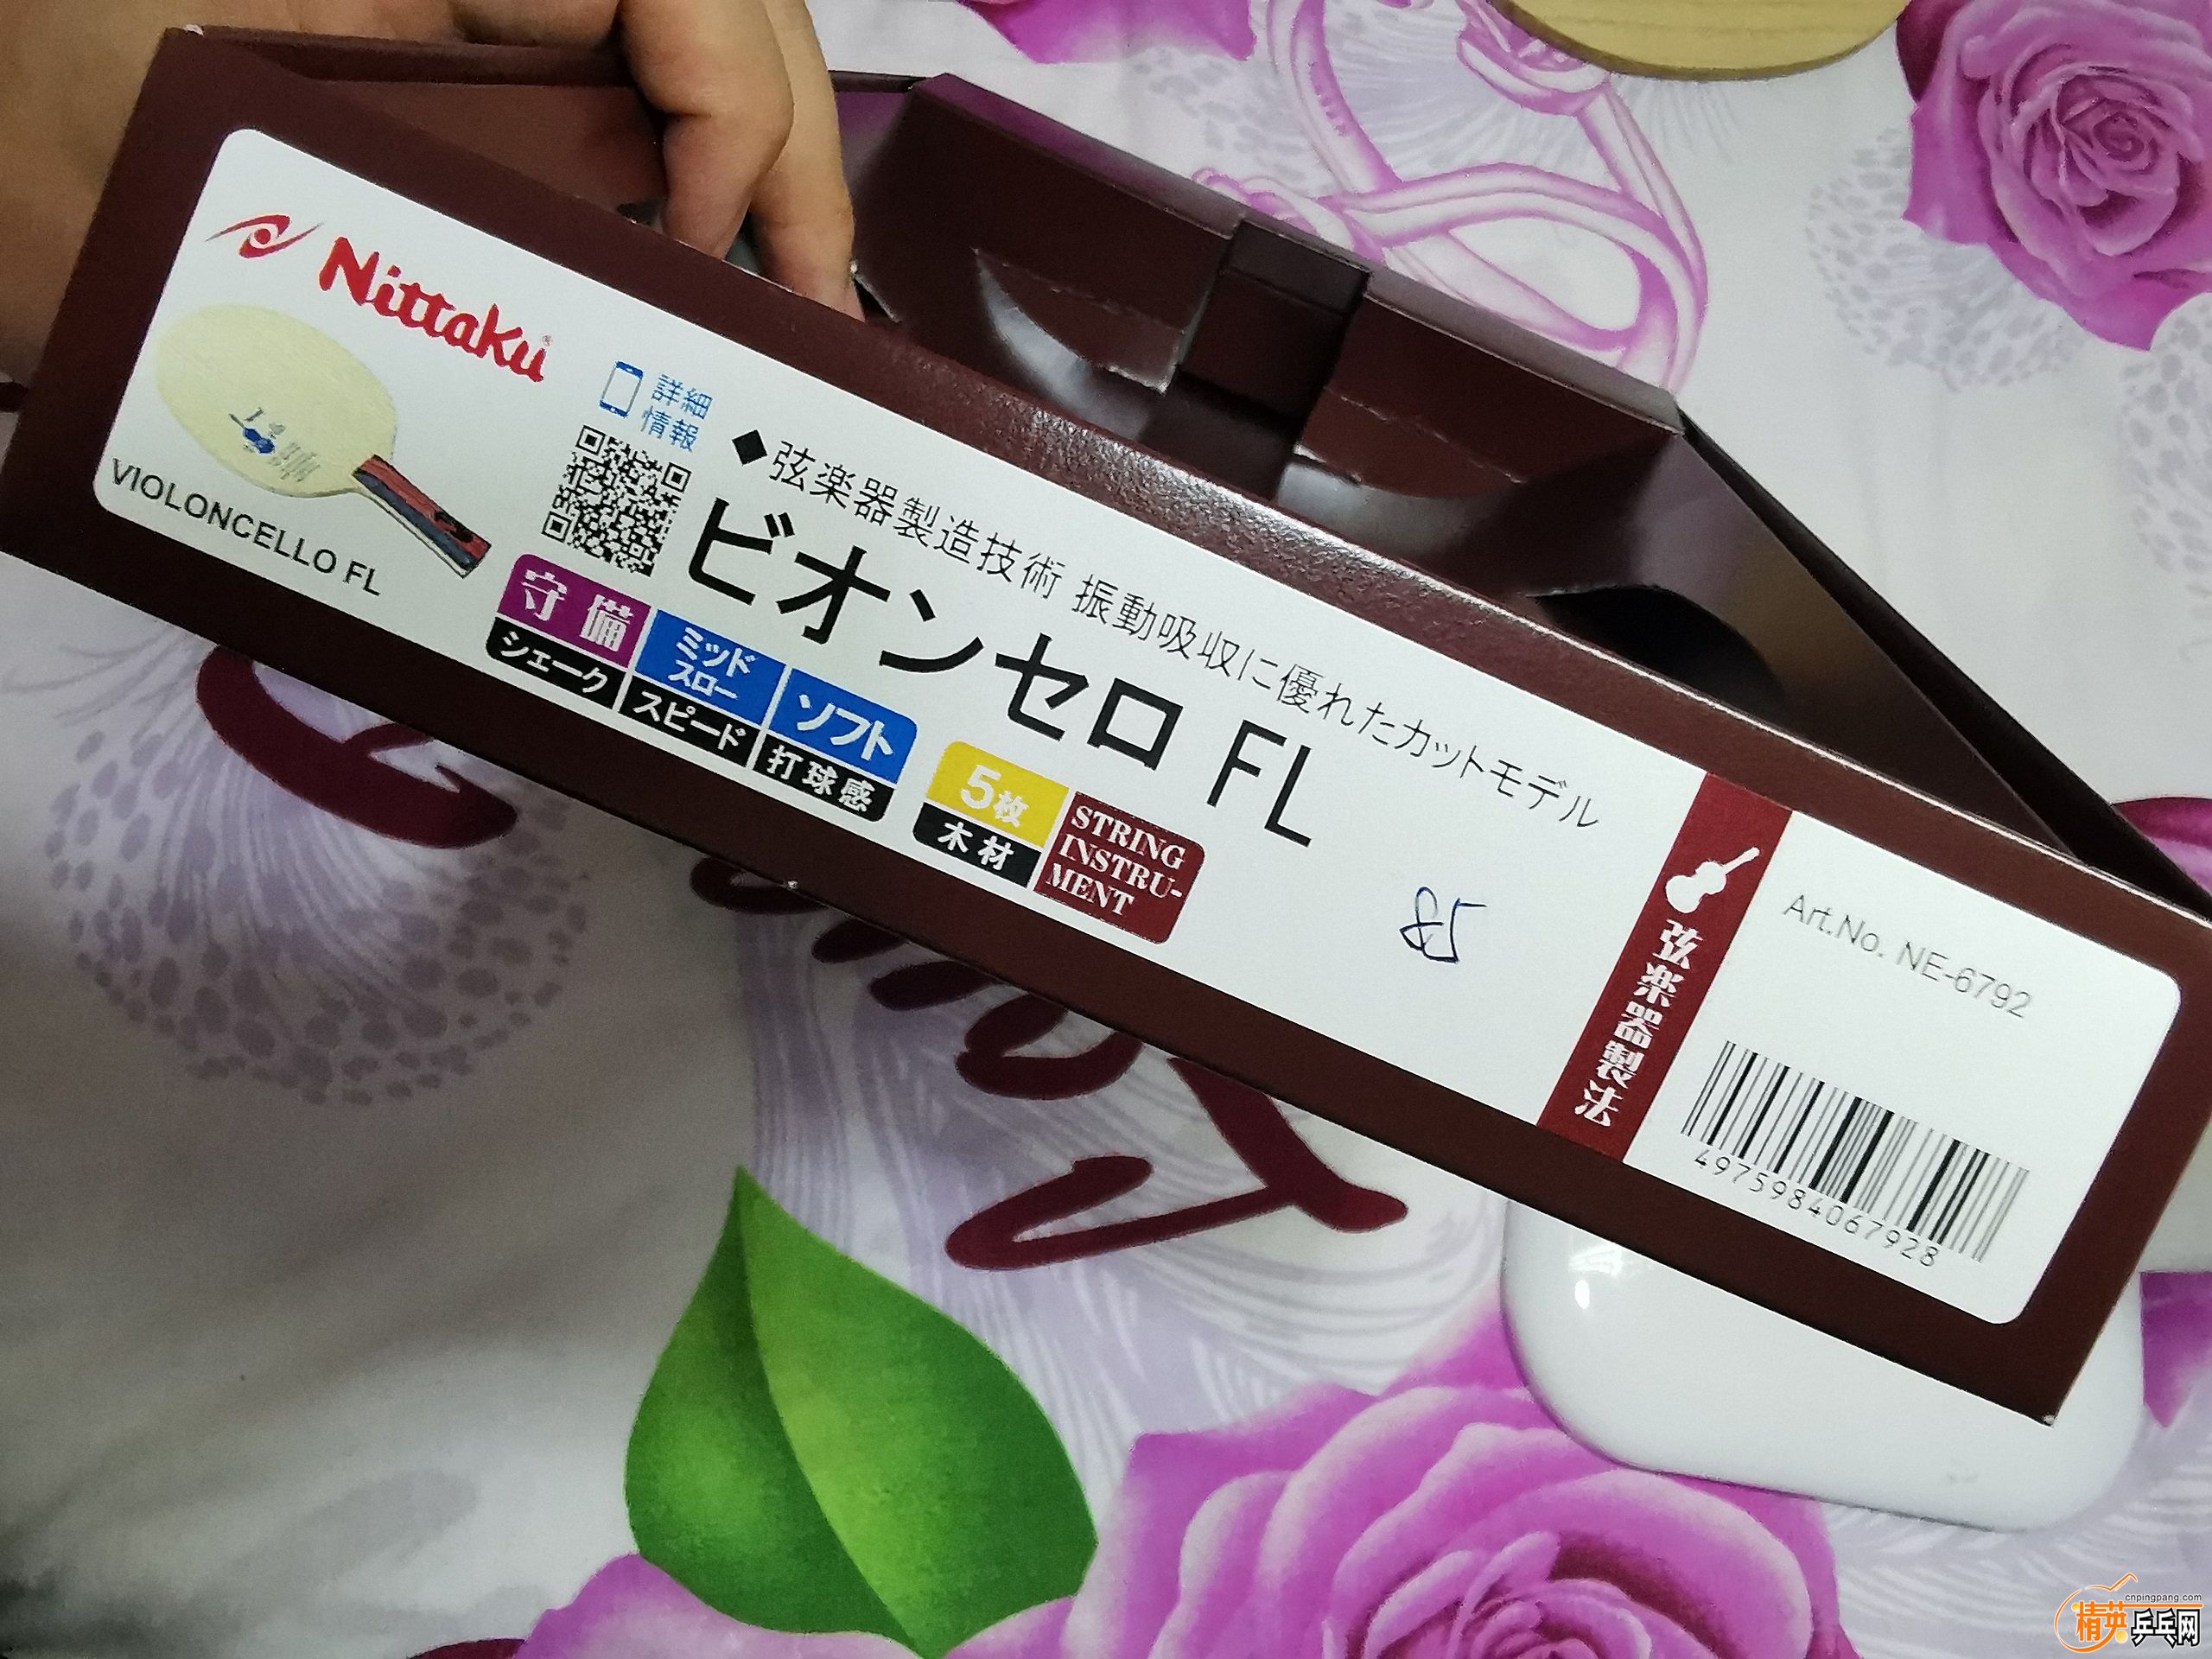 Nittaku
VIOLONCELLO FL
詳細
情報
◆弦楽器製造技術 振動吸収に優れたカットモデル
ビオンセロ FL
守備
シェーク
ミッド
スロー
スピード
ソフト
打球感
5枚
木材
STRING
INSTRU-
MENT
85
弦楽器製法
Art.No. NE-6792
4975984067928
cnpingpang.com
精英乒乓网